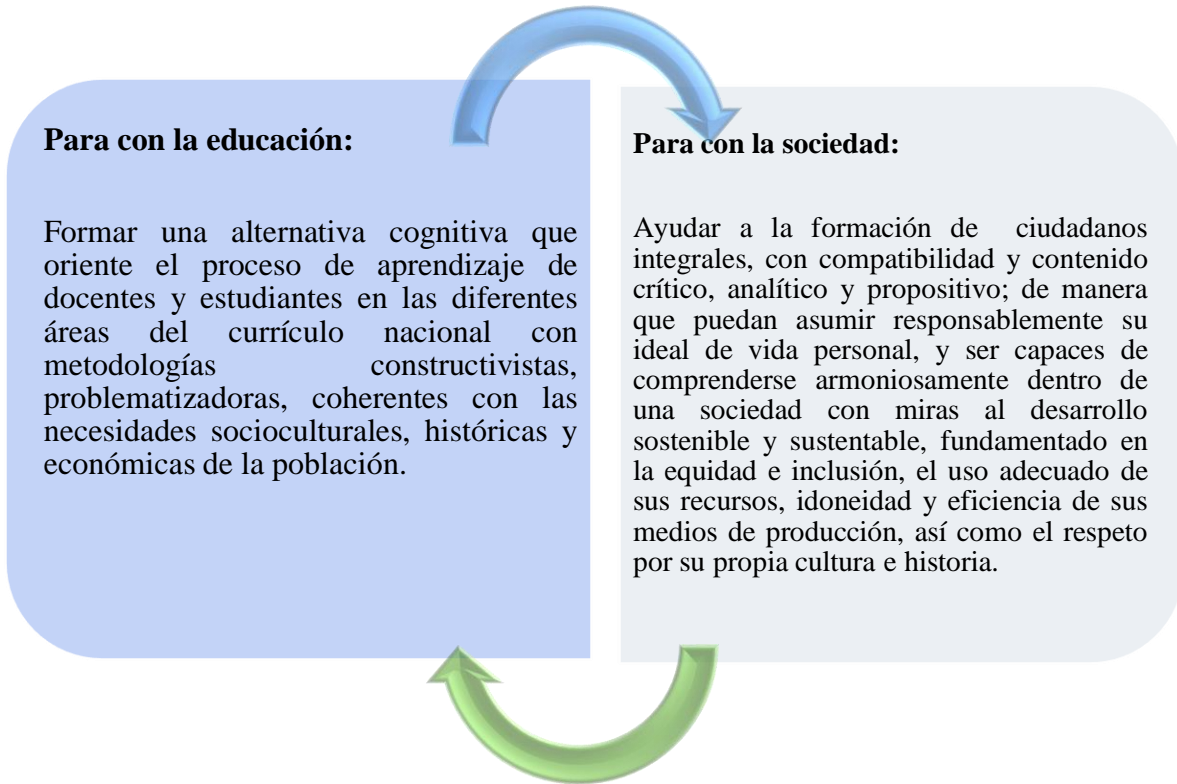 Para con la educación:
Formar una alternativa cognitiva que
oriente el proceso de aprendizaje de
docentes y estudiantes en las diferentes
áreas del currículo nacional con
metodologías constructivistas,
problematizadoras, coherentes con las
necesidades socioculturales, históricas y
económicas de la población.
Para con la sociedad:
Ayudar a la formación de ciudadanos
integrales, con compatibilidad y contenido
crítico, analítico y propositivo; de manera
que puedan asumir responsablemente su
ideal de vida personal, y ser capaces de
comprenderse armoniosamente dentro de
una sociedad con miras al desarrollo
sostenible y sustentable, fundamentado en
la equidad e inclusión, el uso adecuado de
sus recursos, idoneidad y eficiencia de sus
medios de producción, así como el respeto
por su propia cultura e historia.